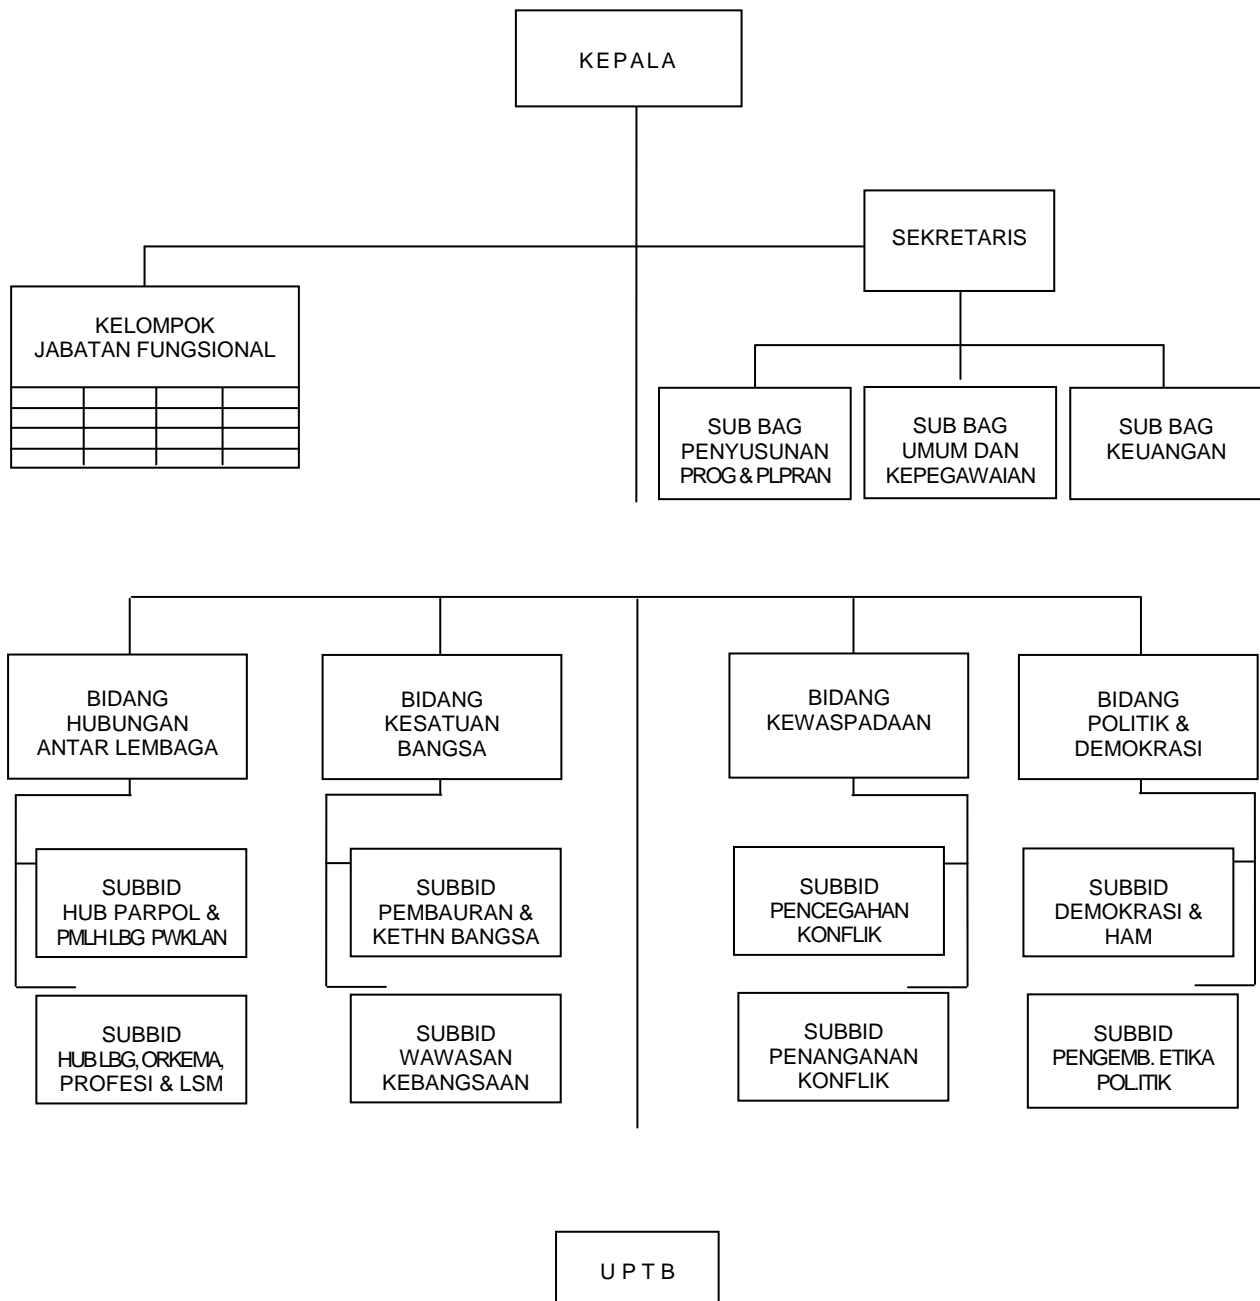 KEPALA
SEKRETARIS
KELOMPOK
JABATAN FUNGSIONAL
SUB BAG
PENYUSUNAN
PROG & PLPRAN
SUB BAG
UMUM DAN
KEPEGAWAIAN
SUB BAG
KEUANGAN
BIDANG
HUBUNGAN
ANTAR LEMBAGA
BIDANG
KESATUAN
BANGSA
BIDANG
KEWASPADAAN
BIDANG
POLITIK &
DEMOKRASI
SUBBID
HUB PARPOL &
PMLH LBG PWKLAN
SUBBID
PEMBAURAN &
KETHN BANGSA
SUBBID
PENCEGAHAN
KONFLIK
SUBBID
DEMOKRASI &
HAM
SUBBID
HUB LBG, ORKEMA,
PROFESI & LSM
SUBBID
WAWASAN
KEBANGSAAN
SUBBID
PENANGANAN
KONFLIK
SUBBID
PENGEMB. ETIKA
POLITIK
UPTB